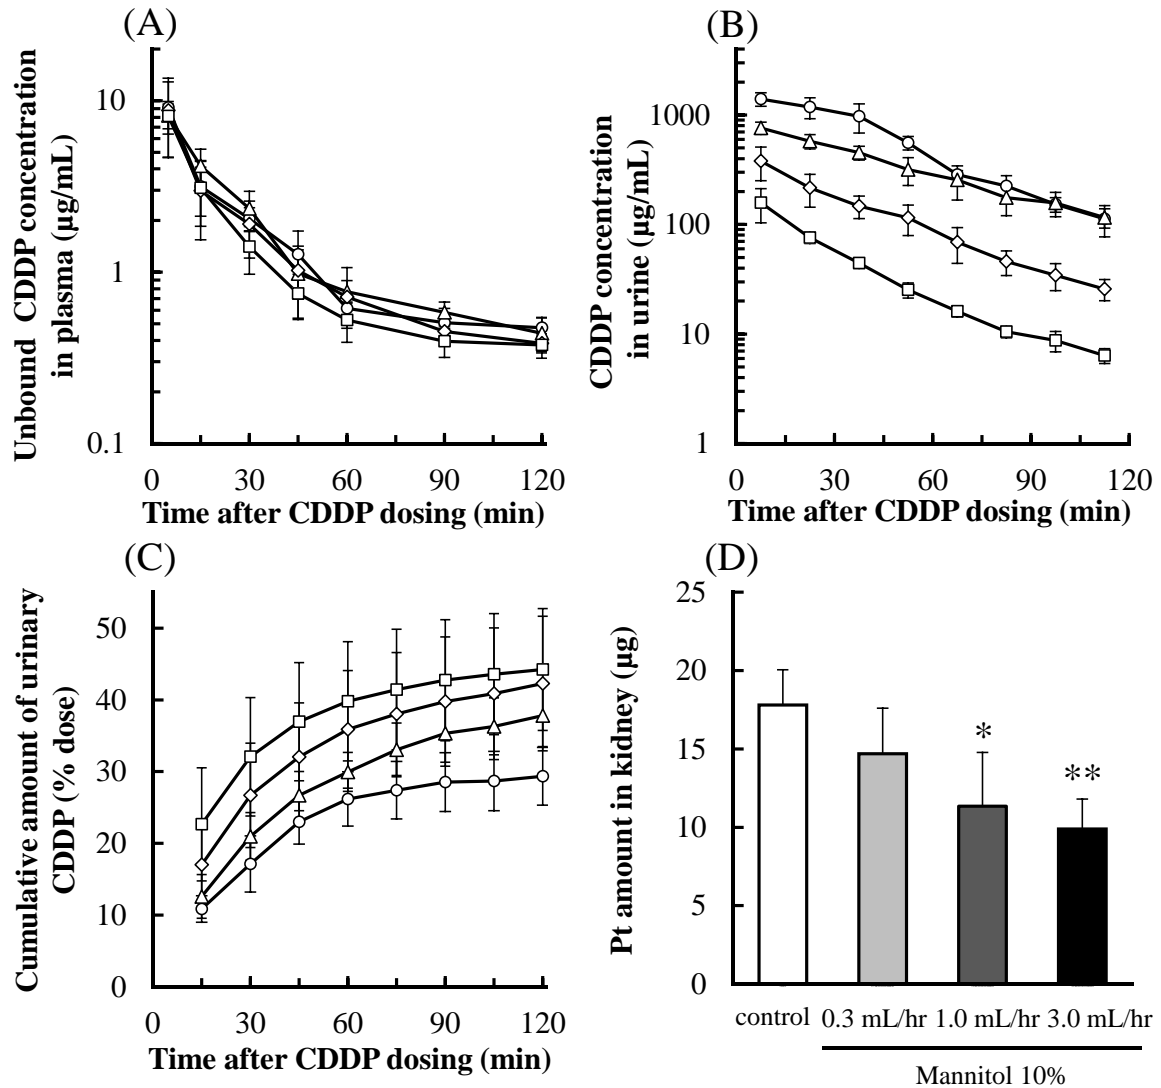 (A)
Unbound CDDP concentration
in plasma (µg/mL)
10
1
0.1
0 30 60 90 120
Time after CDDP dosing (min)
(B)
CDDP concentration
in urine (µg/mL)
1000
100
10
1
0 30 60 90 120
Time after CDDP dosing (min)
(C)
Cumulative amount of urinary
CDDP (% dose)
50
40
30
20
10
0
0 30 60 90 120
Time after CDDP dosing (min)
(D)
Pt amount in kidney (µg)
25
20
15
10
5
0
*
**
control 0.3 mL/hr 1.0 mL/hr 3.0 mL/hr
Mannitol 10%